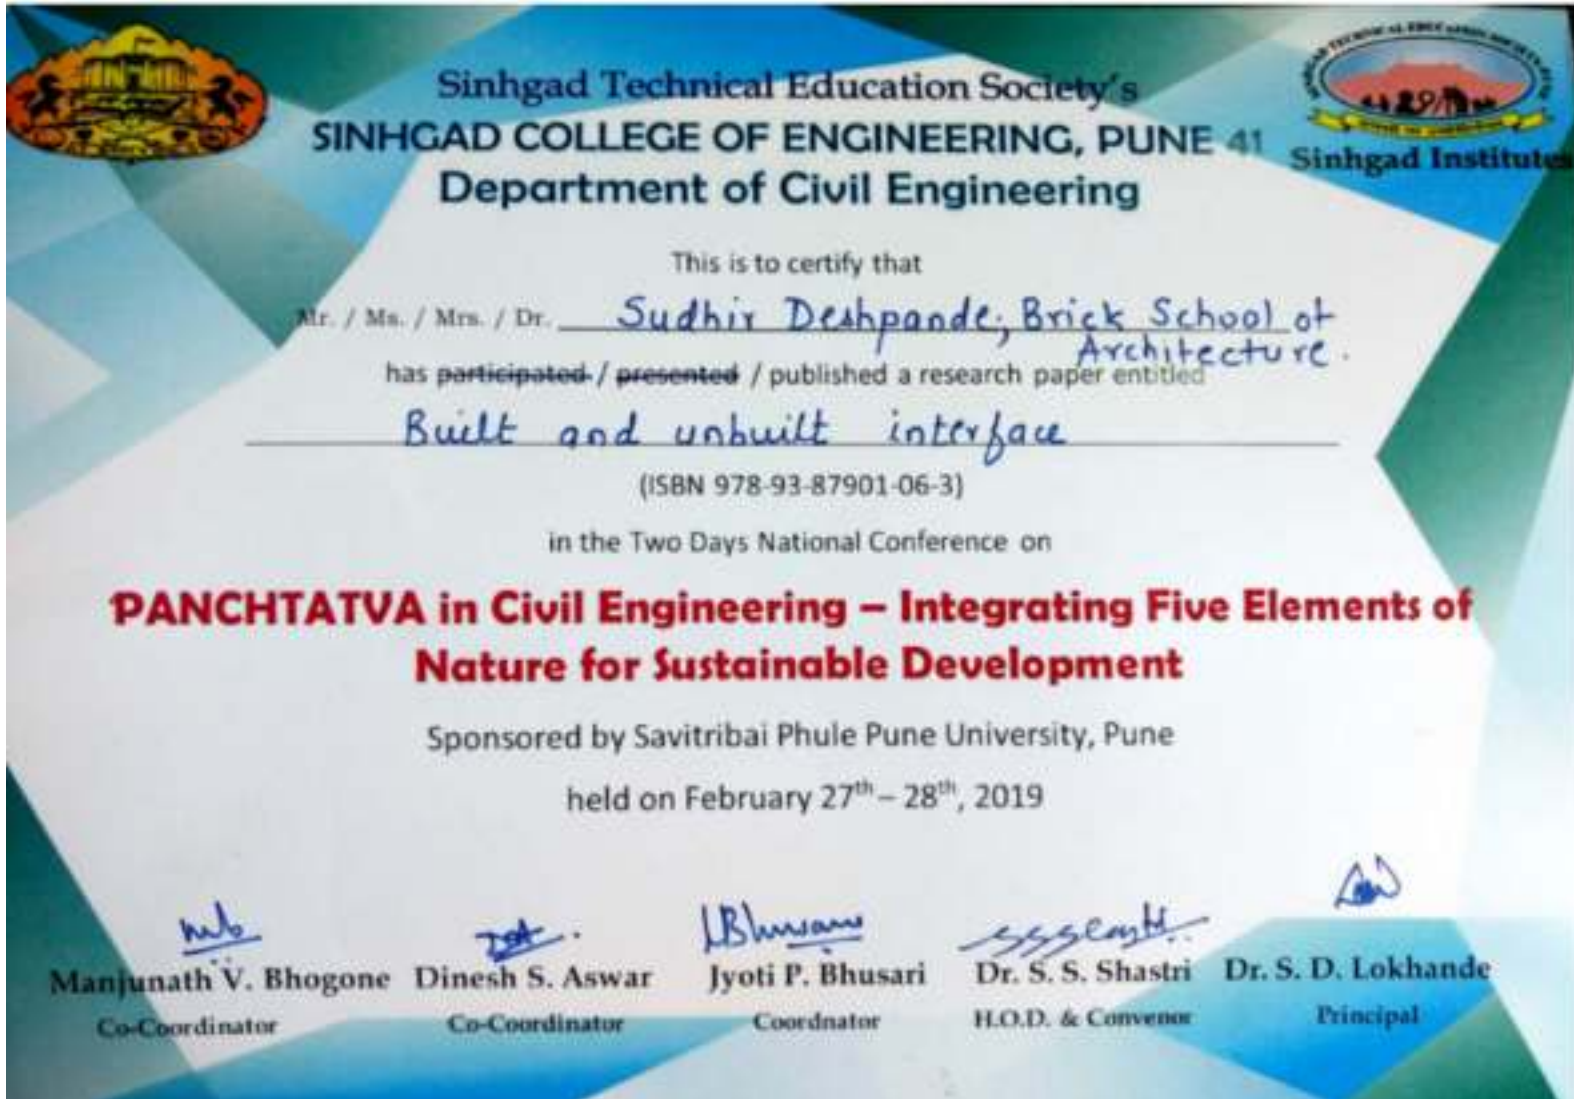 Sinhgad Technical Education Society's
SINHGAD COLLEGE OF ENGINEERING, PUNE 41
Department of Civil Engineering
SINHGAD TECHNICAL EDUCATION SOCIETY
Sinhgad Institutes
This is to certify that
Mr. / Ms. / Mrs. / Dr. Sudhir Deshpande, Brick School of
Architecture.
has participated / presented / published a research paper entitled
Built and unbuilt interface
(ISBN 978-93-87901-06-3)
in the Two Days National Conference on
PANCHTATVA in Civil Engineering – Integrating Five Elements of
Nature for Sustainable Development
Sponsored by Savitribai Phule Pune University, Pune
held on February 27th – 28th, 2019
Manjunath V. Bhogone Dinesh S. Aswar Jyoti P. Bhusari Dr. S. S. Shastri Dr. S. D. Lokhande
Co-Coordinator Co-Coordinator Coordnator H.O.D. & Convenor Principal